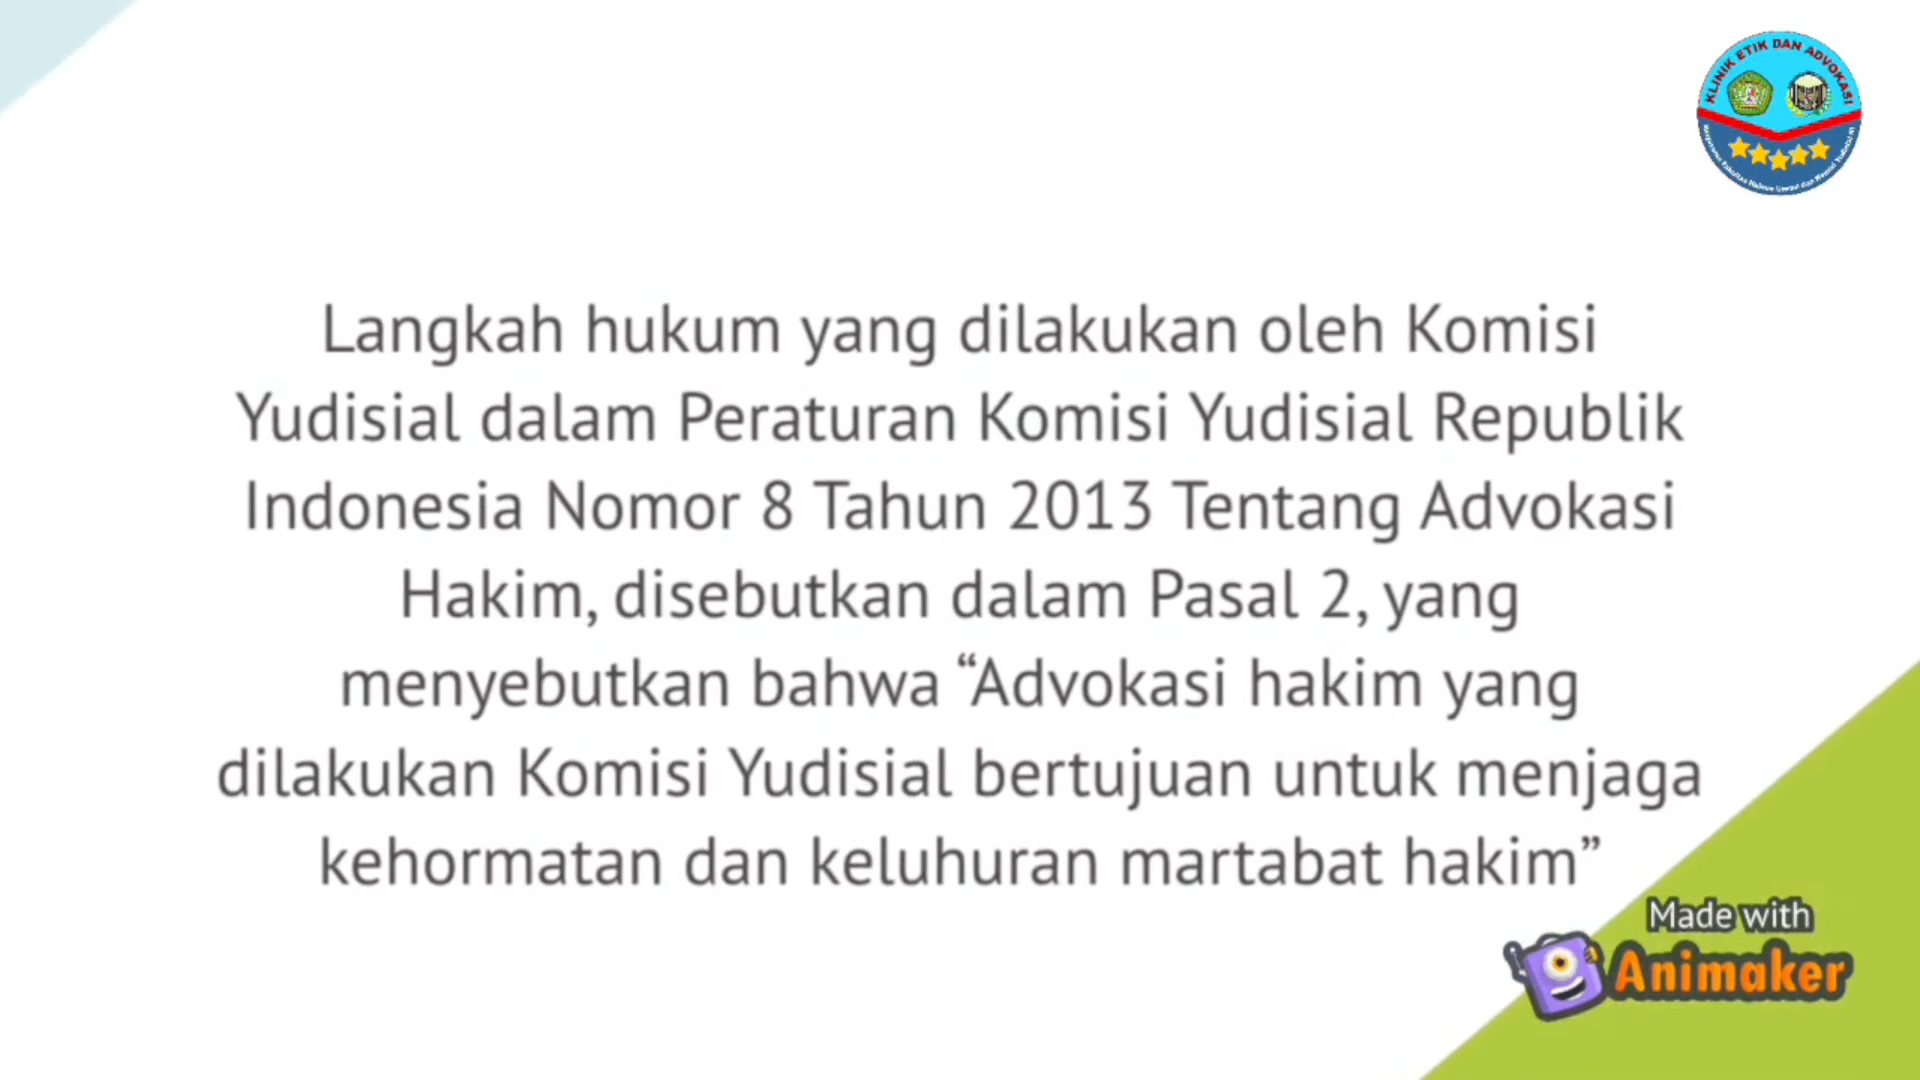 KLINIK ETIK DAN ADVOKASI
Langkah hukum yang dilakukan oleh Komisi
Yudisial dalam Peraturan Komisi Yudisial Republik
Indonesia Nomor 8 Tahun 2013 Tentang Advokasi
Hakim, disebutkan dalam Pasal 2, yang
menyebutkan bahwa “Advokasi hakim yang
dilakukan Komisi Yudisial bertujuan untuk menjaga
kehormatan dan keluhuran martabat hakim”
Made with
Animaker